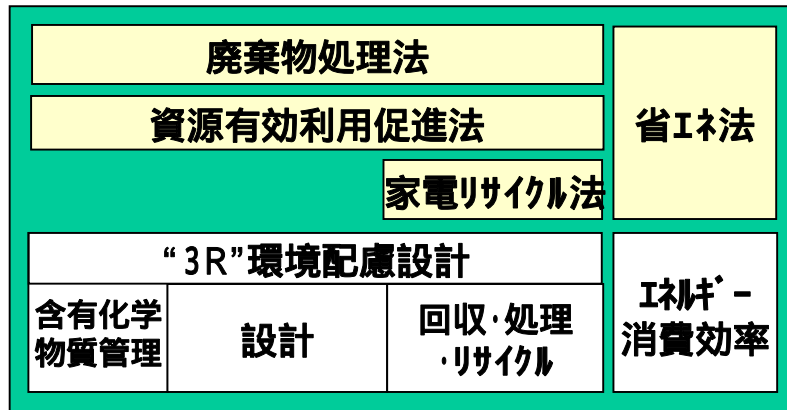 廃棄物処理法
資源有効利用促進法
省ｴﾈ法
家電ﾘｻｲｸﾙ法
“3R”環境配慮設計
含有化学
物質管理
設計
回収･処理
･ﾘｻｲｸﾙ
ｴﾈﾙｷﾞｰ
消費効率